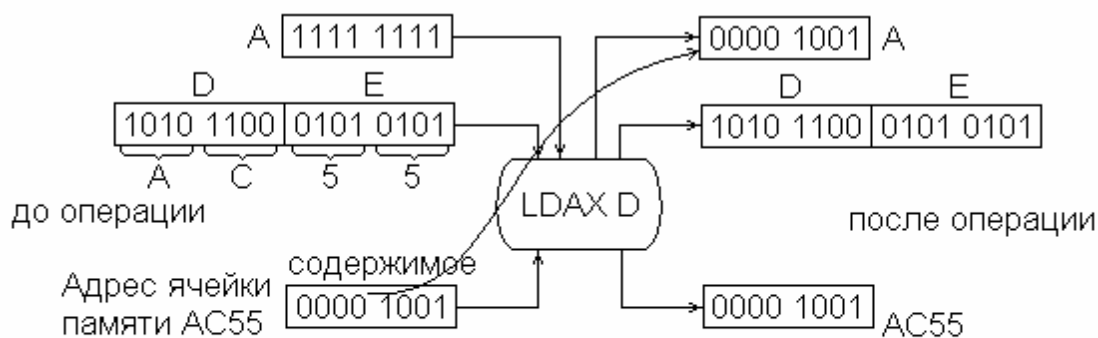 A 1111 1111
0000 1001 A
D E
1010 1100 0101 0101
A C 5 5
D E
1010 1100 0101 0101
LDAX D
до операции
после операции
содержимое
Адрес ячейки
памяти AC55
0000 1001
0000 1001
AC55